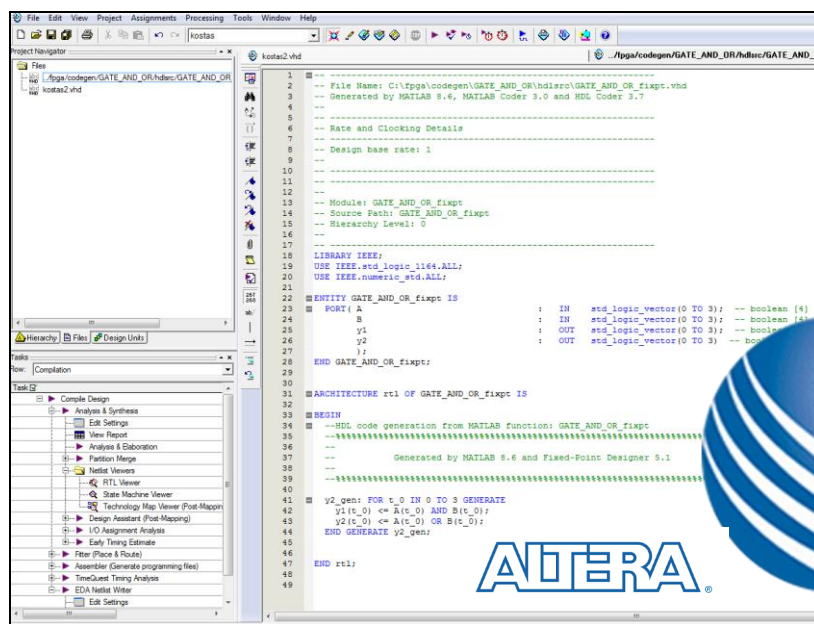 File Edit View Project Assignments Processing Tools Window Help
kostas
Project Navigator
Files
../fpga/codegen/GATE_AND_OR/hdlsrc/GATE_AND_OR
kostas2.vhd
Hierarchy Files Design Units
Tasks
Flow: Compilation
Task
Compile Design
Analysis & Synthesis
Edit Settings
View Report
Analysis & Elaboration
Partition Merge
Netlist Viewers
RTL Viewer
State Machine Viewer
Technology Map Viewer (Post-Mappin
Design Assistant (Post-Mapping)
I/O Assignment Analysis
Early Timing Estimate
Fitter (Place & Route)
Assembler (Generate programming files)
TimeQuest Timing Analysis
EDA Netlist Writer
Edit Settings
kostas2.vhd
../fpga/codegen/GATE_AND_OR/hdlsrc/GATE_AND_
1 -- -------------------------------------------------------------
2 -- File Name: C:\fpga\codegen\GATE_AND_OR\hdlsrc\GATE_AND_OR_fixpt.vhd
3 -- Generated by MATLAB 8.6, MATLAB Coder 3.0 and HDL Coder 3.7
4 --
5 -- -------------------------------------------------------------
6 -- Rate and Clocking Details
7 -- -------------------------------------------------------------
8 -- Design base rate: 1
9 --
10 -- -------------------------------------------------------------
11 -- -------------------------------------------------------------
12 --
13 -- Module: GATE_AND_OR_fixpt
14 -- Source Path: GATE_AND_OR_fixpt
15 -- Hierarchy Level: 0
16 --
17 -- -------------------------------------------------------------
18 LIBRARY IEEE;
19 USE IEEE.std_logic_1164.ALL;
20 USE IEEE.numeric_std.ALL;
21
22 ENTITY GATE_AND_OR_fixpt IS
23 PORT( A : IN std_logic_vector(0 TO 3); -- boolean [4]
24 B : IN std_logic_vector(0 TO 3); -- boolean [4]
25 y1 : OUT std_logic_vector(0 TO 3); -- boolean
26 y2 : OUT std_logic_vector(0 TO 3) -- boo
27 );
28 END GATE_AND_OR_fixpt;
29
30
31 ARCHITECTURE rtl OF GATE_AND_OR_fixpt IS
32
33 BEGIN
34 --HDL code generation from MATLAB function: GATE_AND_OR_fixpt
35 --%%%%%%%%%%%%%%%%%%%%%%%%%%%%%%%%%%%%%%%%%%%%%%%%%%%%%%%
36 --
37 -- Generated by MATLAB 8.6 and Fixed-Point Designer 5.1
38 --
39 --%%%%%%%%%%%%%%%%%%%%%%%%%%%%%%%%%%%%%%%%%%%%%%%%%%%%%%%
40
41 y2_gen: FOR t_0 IN 0 TO 3 GENERATE
42 y1(t_0) <= A(t_0) AND B(t_0);
43 y2(t_0) <= A(t_0) OR B(t_0);
44 END GENERATE y2_gen;
45
46
47 END rtl;
48
49
ALTERA®